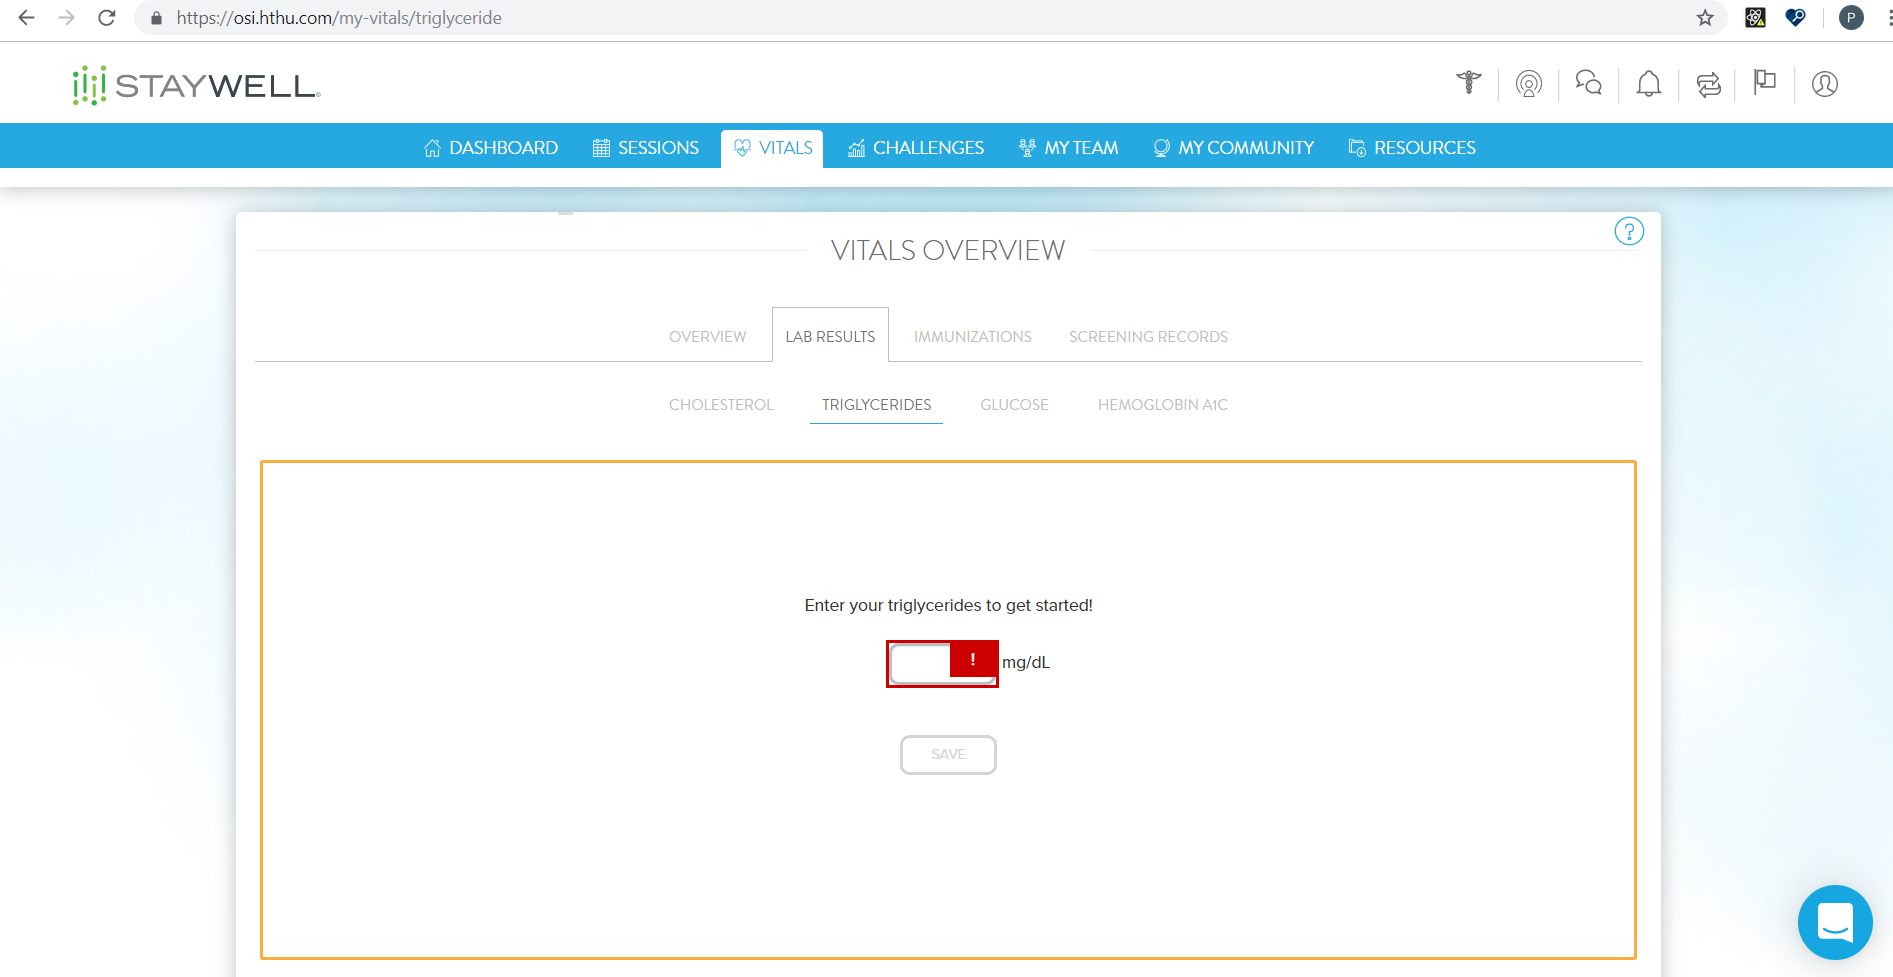 https://osi.hthu.com/my-vitals/triglyceride
P
STAYWELL®
DASHBOARD SESSIONS VITALS CHALLENGES MY TEAM MY COMMUNITY RESOURCES
?
VITALS OVERVIEW
OVERVIEW LAB RESULTS IMMUNIZATIONS SCREENING RECORDS
CHOLESTEROL TRIGLYCERIDES GLUCOSE HEMOGLOBIN A1C
Enter your triglycerides to get started!
! mg/dL
SAVE